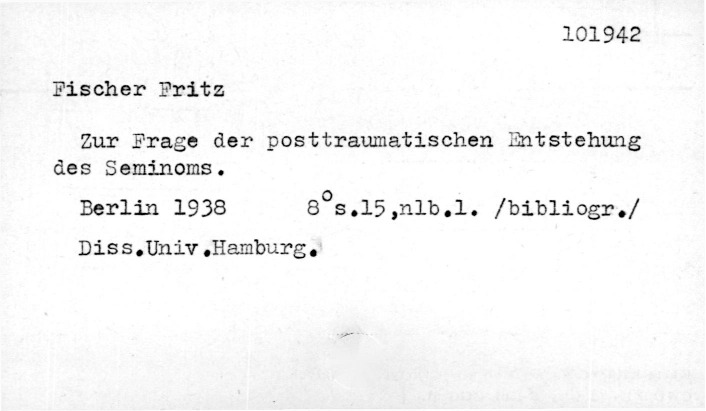 101942
Fischer Fritz
Zur Frage der posttraumatischen Entstehung
des Seminoms.
Berlin 1938 8°s.15,nlb.l. /bibliogr./
Diss.Univ.Hamburg.